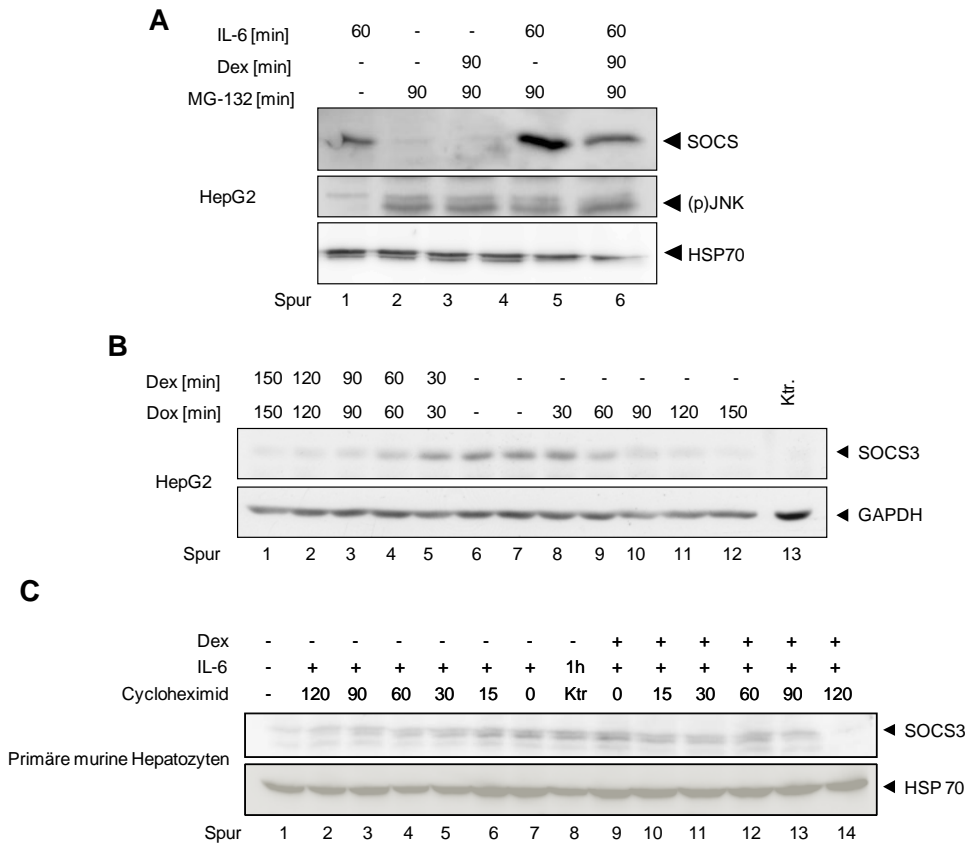 A
IL-6 [min] 60 - - 60 60
Dex [min] - - 90 - 90
MG-132 [min] - 90 90 90 90
SOCS
HepG2 (p)JNK
HSP70
Spur 1 2 3 4 5 6
B
Dex [min] 150 120 90 60 30 - - - - - - - Ktr.
Dox [min] 150 120 90 60 30 - - 30 60 90 120 150
SOCS3
HepG2
GAPDH
Spur 1 2 3 4 5 6 7 8 9 10 11 12 13
C
Dex - - - - - - - - + + + + + +
IL-6 - + + + + + + 1h + + + + + +
Cycloheximid - 120 90 60 30 15 0 Ktr 0 15 30 60 90 120
SOCS3
Primäre murine Hepatozyten
HSP 70
Spur 1 2 3 4 5 6 7 8 9 10 11 12 13 14